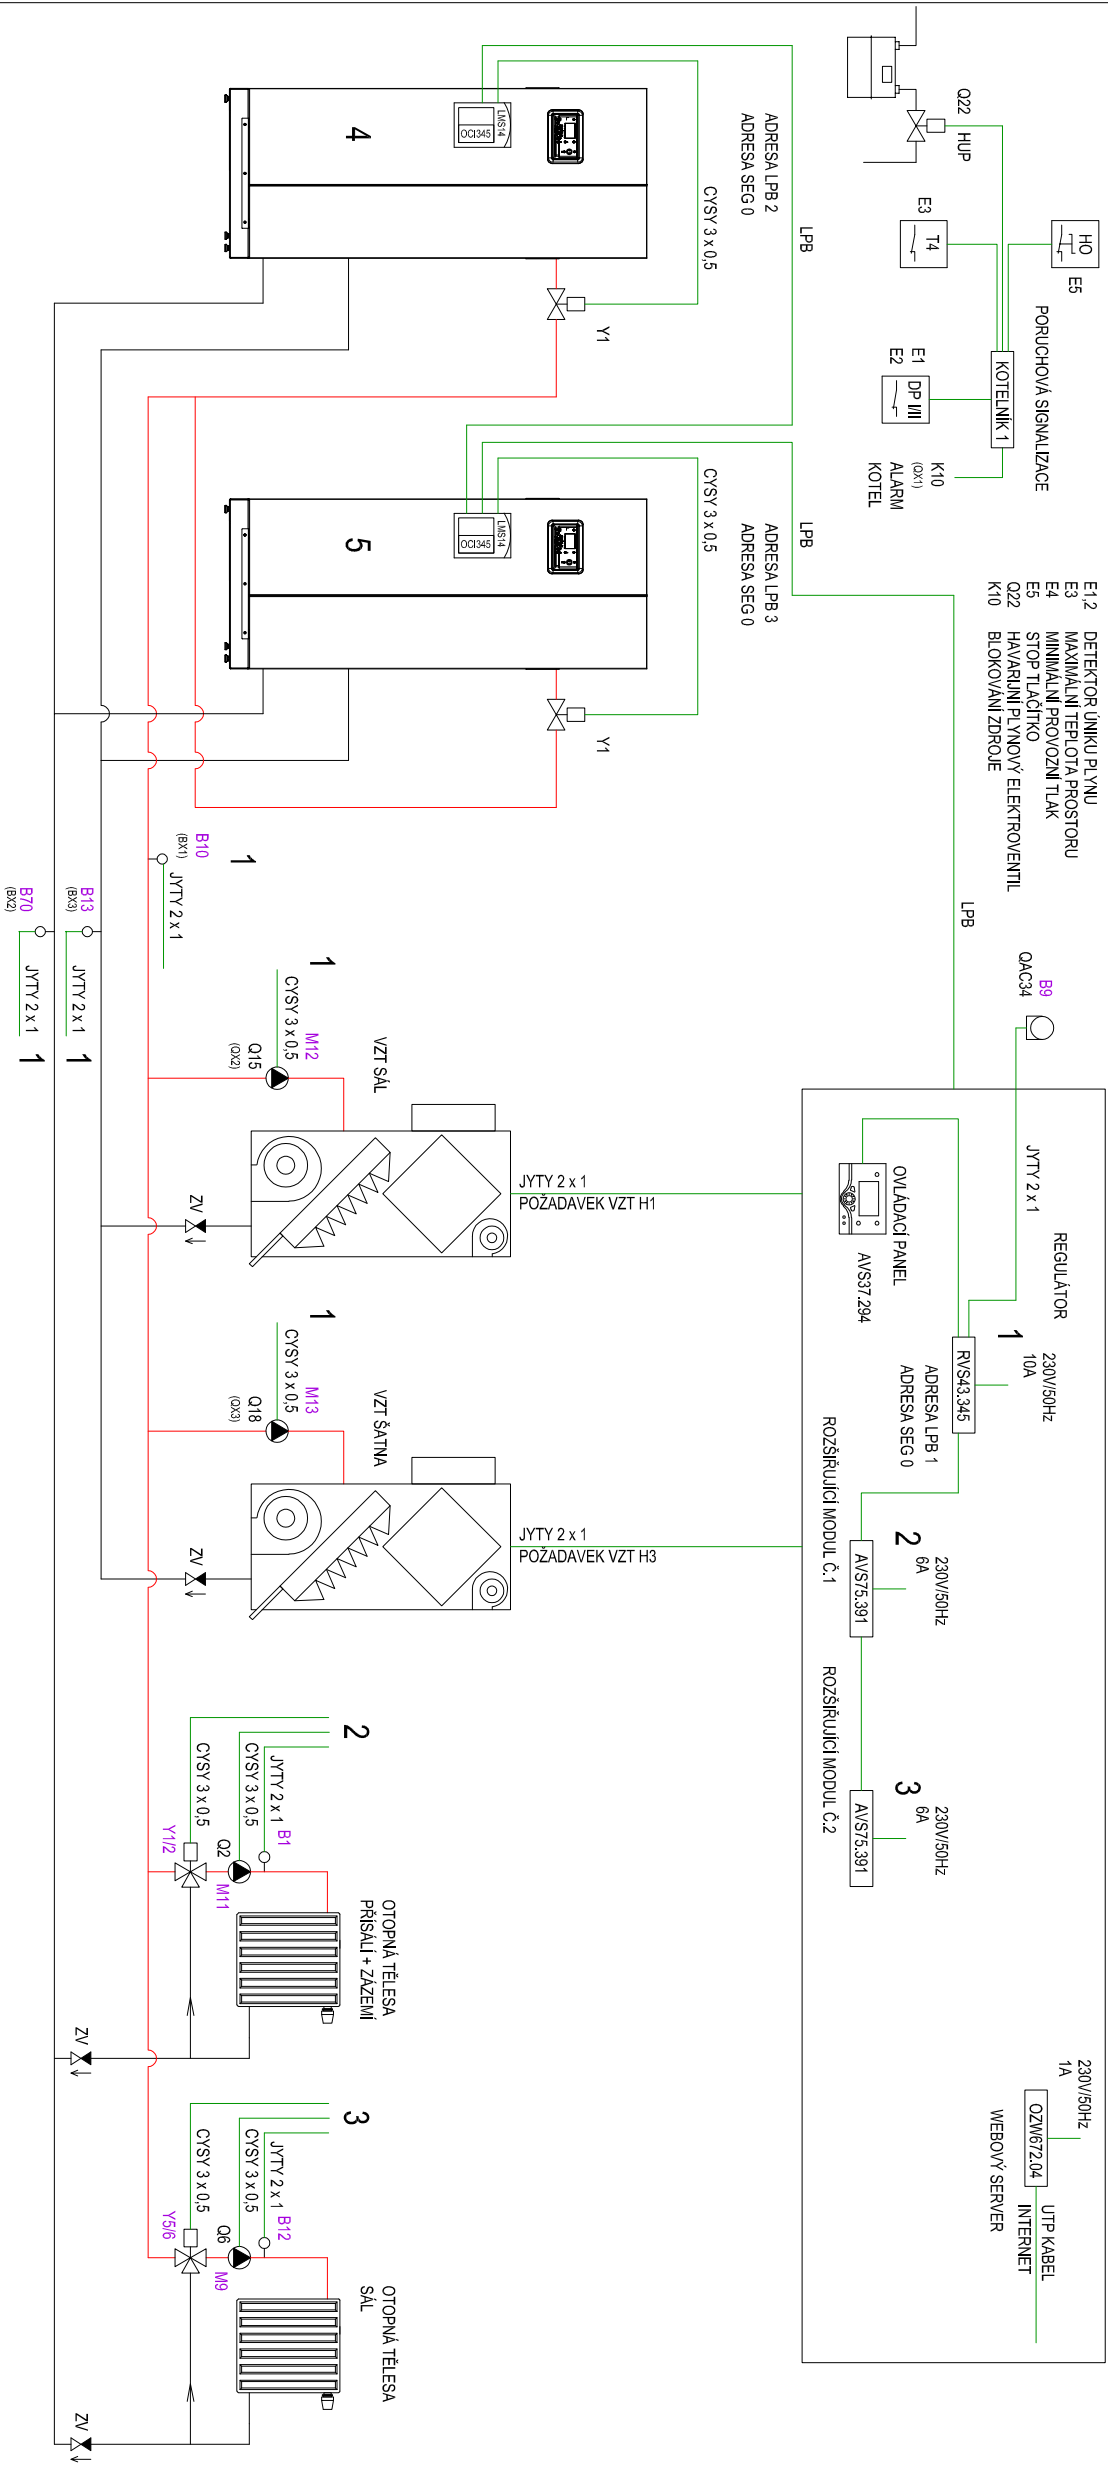 Q22
HUP
E3
T4
HO
E5
PORUCHOVÁ SIGNALIZACE
KOTELNÍK 1
E1
E2
DP I/II
K10
(QX1)
ALARM
KOTEL
E1,2 DETEKTOR ÚNIKU PLYNU
E3 MAXIMÁLNÍ TEPLOTA PROSTORU
E4 MINIMÁLNÍ PROVOZNÍ TLAK
E5 STOP TLAČÍTKO
Q22 HAVARIJNÍ PLYNOVÝ ELEKTROVENTIL
K10 BLOKOVÁNÍ ZDROJE
LPB
ADRESA LPB 2
ADRESA SEG 0
CYSY 3 x 0,5
LMS14
OCI345
4
Y1
LPB
ADRESA LPB 3
ADRESA SEG 0
CYSY 3 x 0,5
LMS14
OCI345
5
Y1
LPB
B9
QAC34
JYTY 2 x 1
REGULÁTOR
OVLÁDACÍ PANEL
AVS37.294
1
230V/50Hz
10A
RVS43.345
ADRESA LPB 1
ADRESA SEG 0
ROZŠIŘUJÍCÍ MODUL Č.1
2
230V/50Hz
6A
AVS75.391
ROZŠIŘUJÍCÍ MODUL Č.2
3
230V/50Hz
6A
AVS75.391
230V/50Hz
1A
OZW672.04
WEBOVÝ SERVER
UTP KABEL
INTERNET
1
B10
(BX1)
JYTY 2 x 1
B13
(BX3)
JYTY 2 x 1
1
B70
(BX2)
JYTY 2 x 1
1
1
CYSY 3 x 0,5
M12
Q15
(QX2)
VZT SÁL
JYTY 2 x 1
POŽADAVEK VZT H1
ZV
1
CYSY 3 x 0,5
M13
Q18
(QX3)
VZT ŠATNA
JYTY 2 x 1
POŽADAVEK VZT H3
ZV
2
JYTY 2 x 1
B1
CYSY 3 x 0,5
Q2
M11
CYSY 3 x 0,5
Y1/2
OTOPNÁ TĚLESA
PŘÍSÁLÍ + ZÁZEMÍ
ZV
3
JYTY 2 x 1
B12
CYSY 3 x 0,5
Q6
M9
CYSY 3 x 0,5
Y5/6
OTOPNÁ TĚLESA
SÁL
ZV